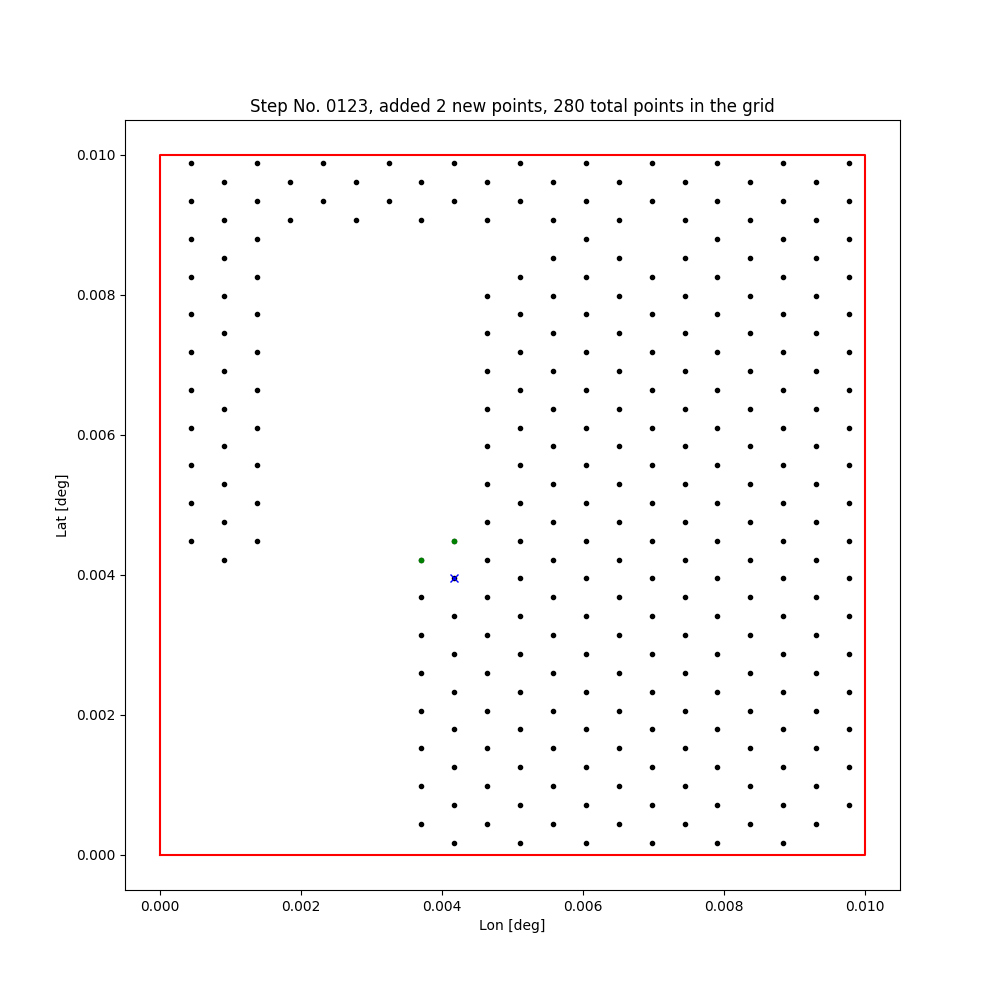 Step No. 0123, added 2 new points, 280 total points in the grid
0.010
0.008
0.006
0.004
0.002
0.000
Lat [deg]
0.000 0.002 0.004 0.006 0.008 0.010
Lon [deg]